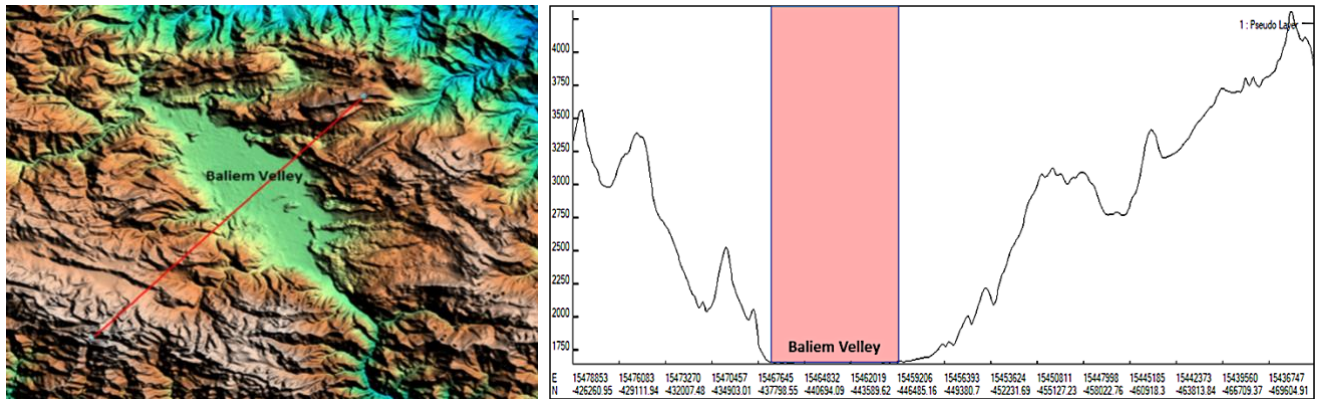 Baliem Velley
1 : Pseudo Layer
4000
3750
3500
3250
3000
2750
2500
2250
2000
1750
Baliem Velley
E 15478853 15476083 15473270 15470457 15467645 15464832 15462019 15459206 15456393 15453624 15450811 15447998 15445185 15442373 15439560 15436747
N -426260.95 -429111.94 -432007.48 -434903.01 -437798.55 -440694.09 -443589.62 -446485.16 -449380.7 -452231.69 -455127.23 -458022.76 -460918.3 -463813.84 -466709.37 -469604.91